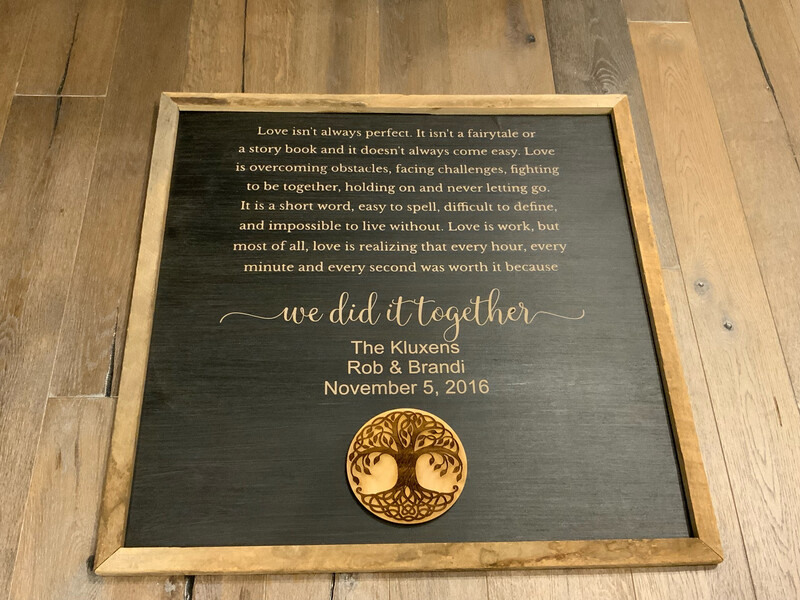 Love isn't always perfect. It isn't a fairytale or
a story book and it doesn't always come easy. Love
is overcoming obstacles, facing challenges, fighting
to be together, holding on and never letting go.
It is a short word, easy to spell, difficult to define,
and impossible to live without. Love is work, but
most of all, love is realizing that every hour, every
minute and every second was worth it because
we did it together
The Kluxens
Rob & Brandi
November 5, 2016